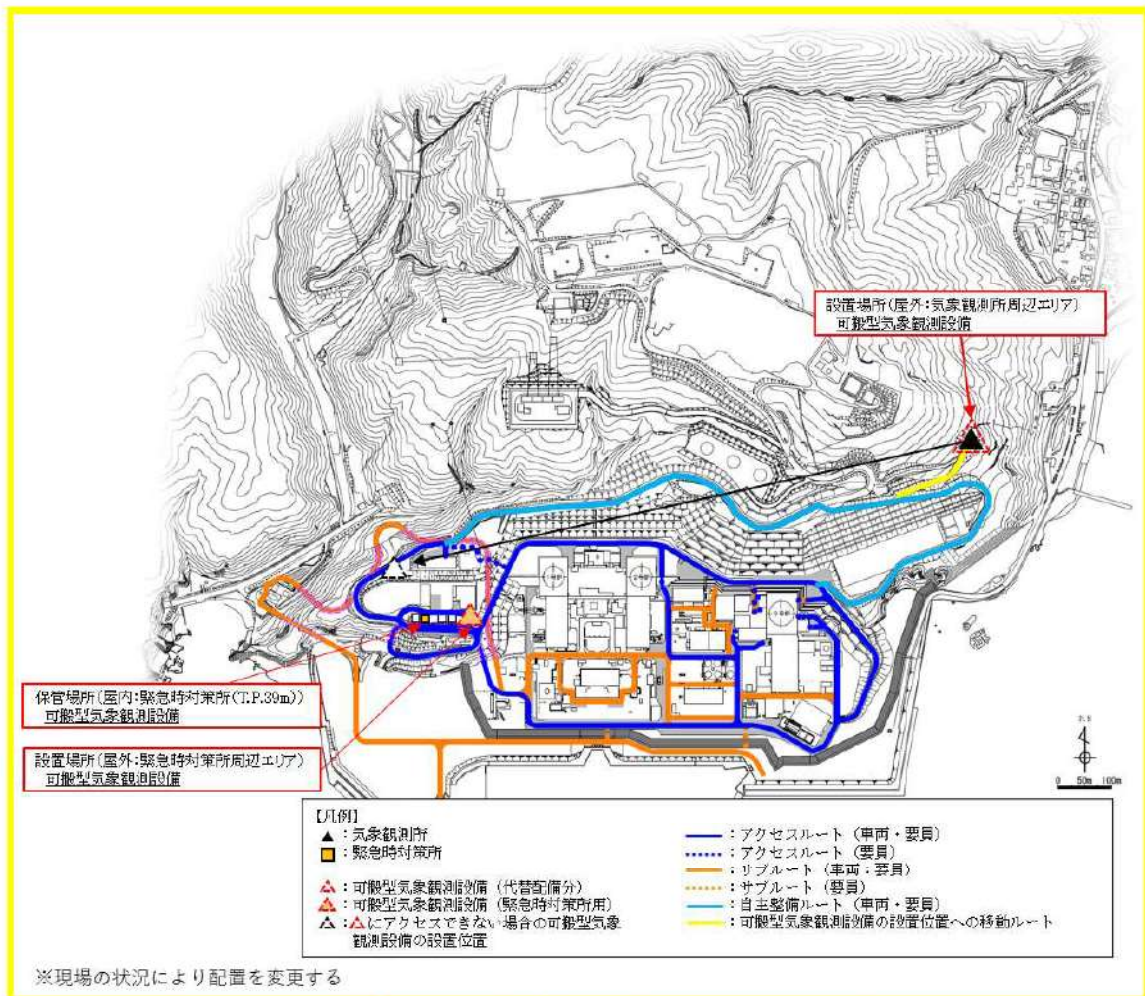 設置場所(屋外:気象観測所周辺エリア)
可搬型気象観測設備
保管場所(屋内:緊急時対策所(T.P.39m))
可搬型気象観測設備
設置場所(屋外:緊急時対策所周辺エリア)
可搬型気象観測設備
0 50m 100m
【凡例】
▲:気象観測所
:緊急時対策所
:可搬型気象観測設備(代替配備分)
:可搬型気象観測設備(緊急時対策所用)
:にアクセスできない場合の可搬型気象
観測設備の設置位置
:アクセスルート(車両・要員)
:アクセスルート(要員)
:サブルート(車両・要員)
:サブルート(要員)
:自主整備ルート(車両・要員)
:可搬型気象観測設備の設置位置への移動ルート
※現場の状況により配置を変更する